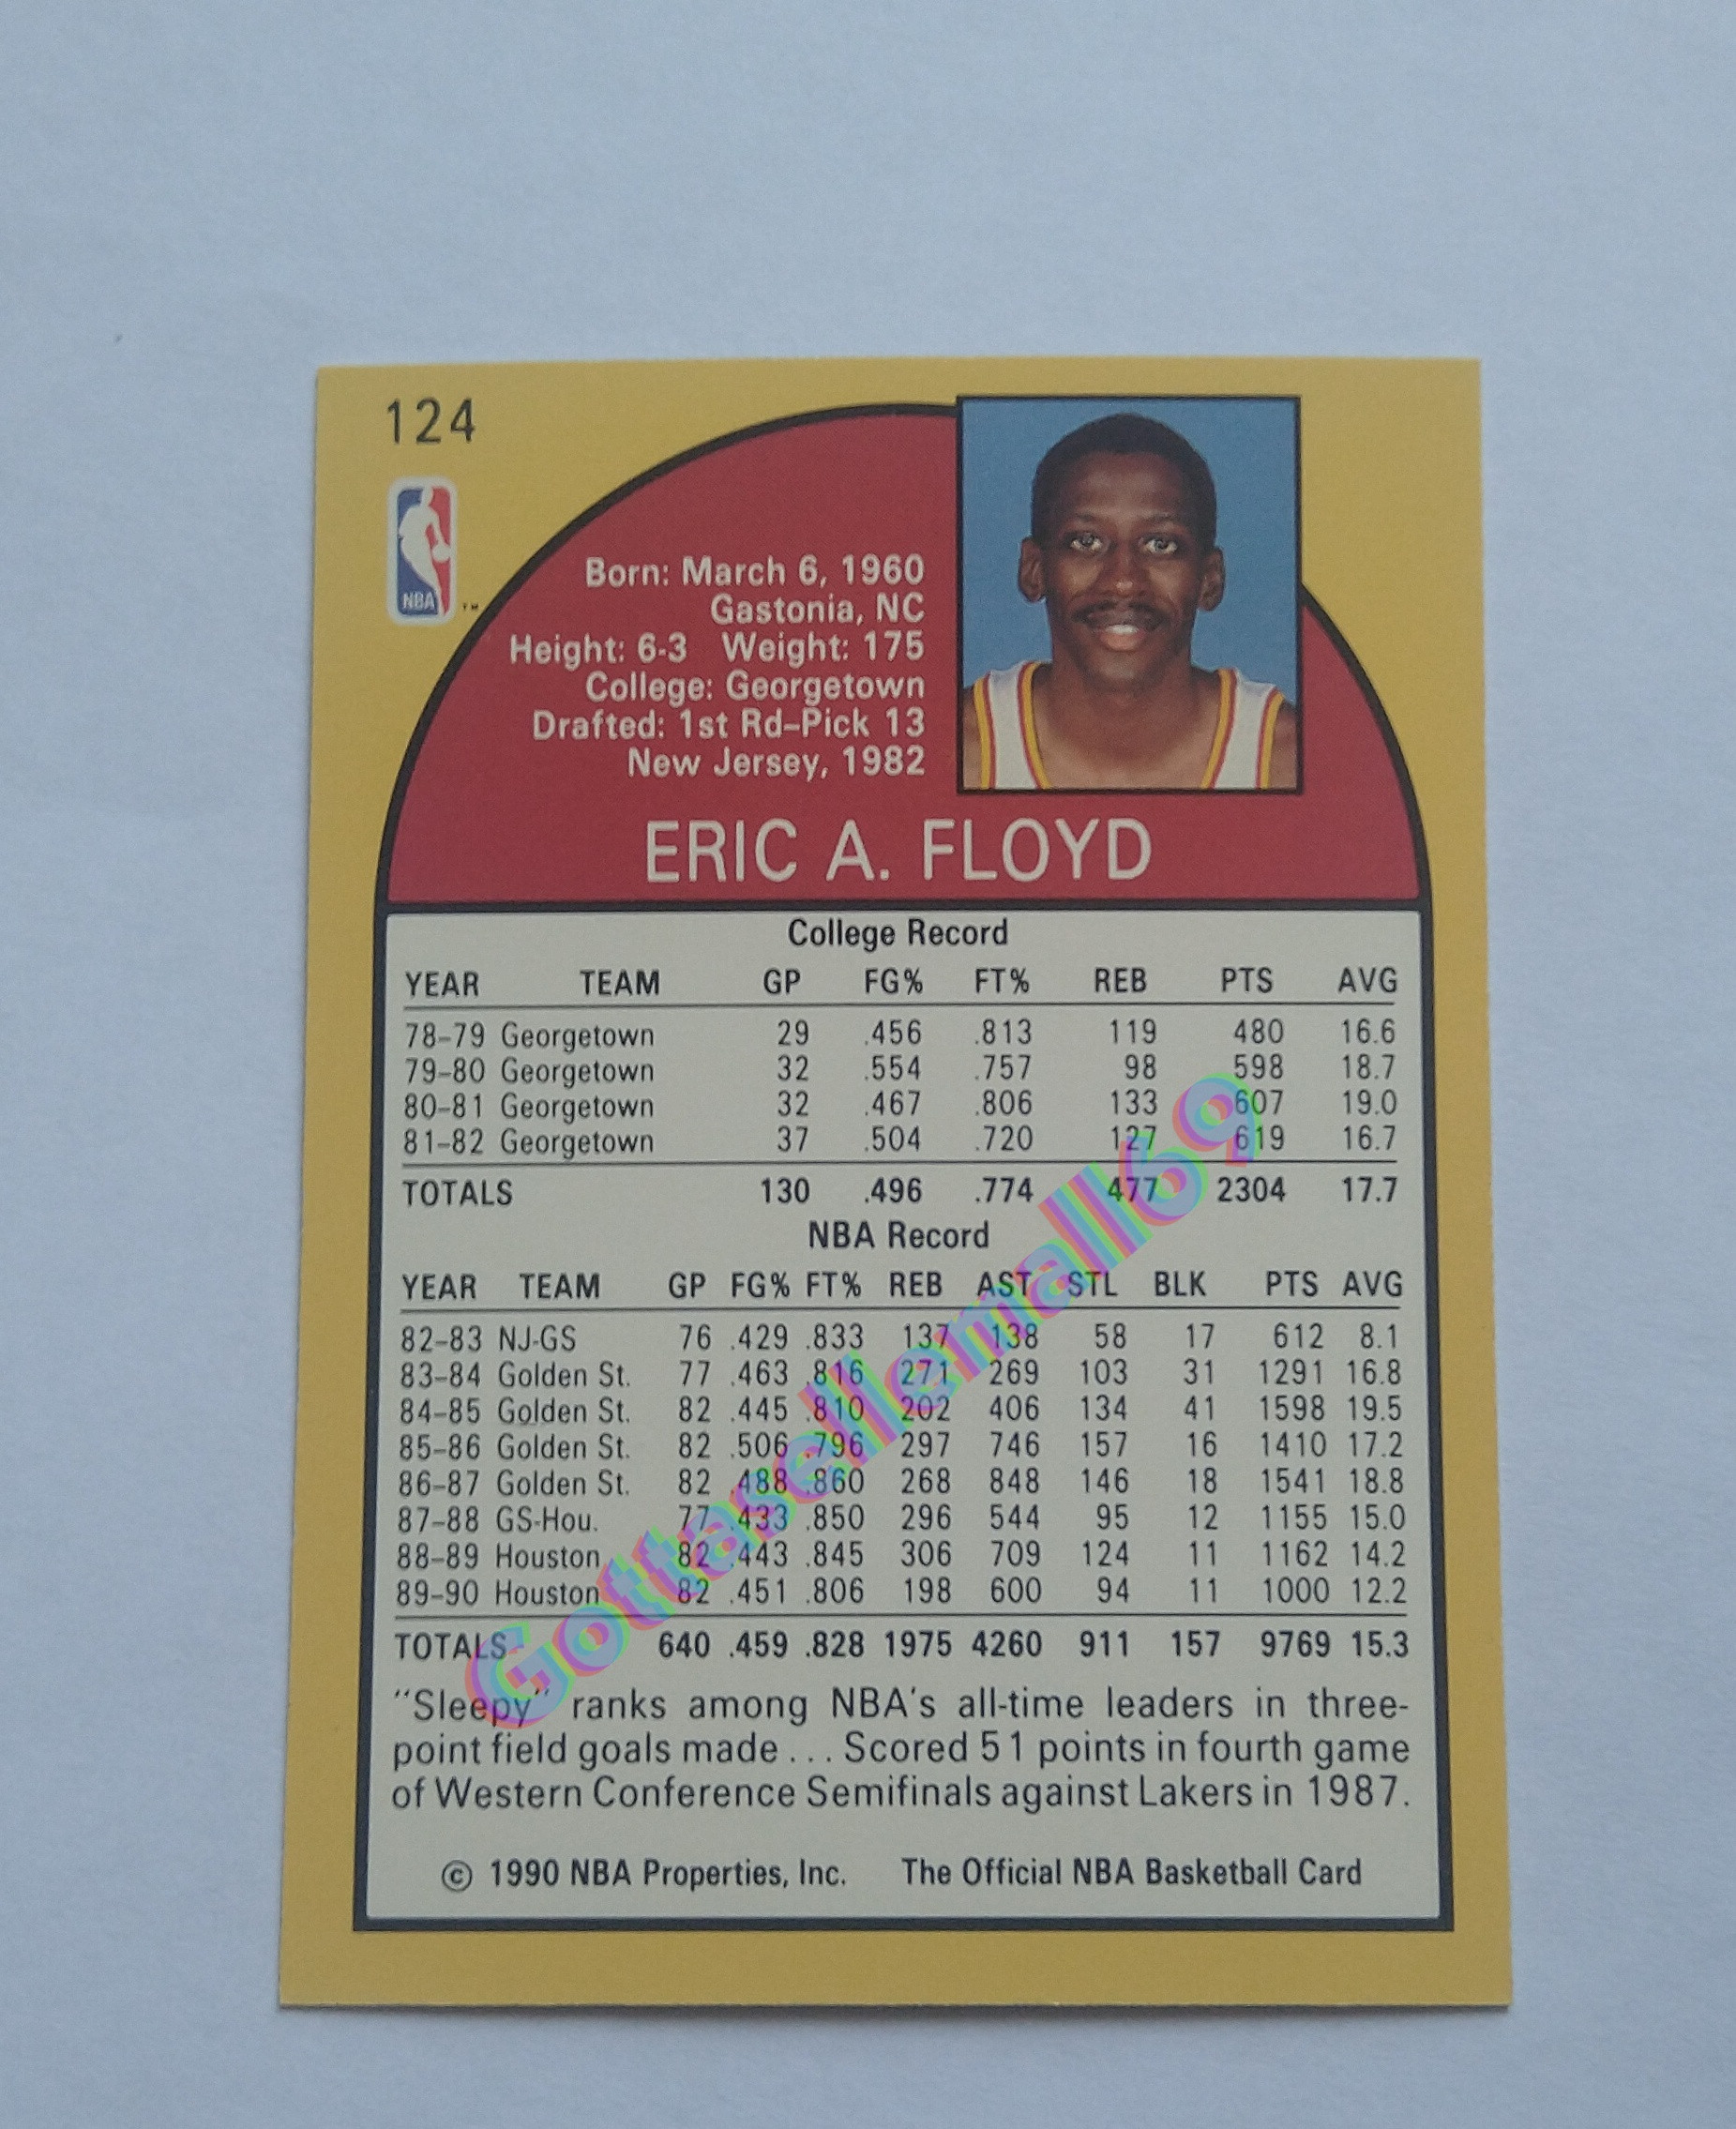 124
NBA
™
Born: March 6, 1960
Gastonia, NC
Height: 6-3 Weight: 175
College: Georgetown
Drafted: 1st Rd-Pick 13
New Jersey, 1982
ERIC A. FLOYD
College Record
YEAR TEAM GP FG% FT% REB PTS AVG
78-79 Georgetown 29 .456 .813 119 480 16.6
79-80 Georgetown 32 .554 .757 98 598 18.7
80-81 Georgetown 32 .467 .806 133 607 19.0
81-82 Georgetown 37 .504 .720 127 619 16.7
TOTALS 130 .496 .774 477 2304 17.7
NBA Record
YEAR TEAM GP FG% FT% REB AST STL BLK PTS AVG
82-83 NJ-GS 76 .429 .833 137 138 58 17 612 8.1
83-84 Golden St. 77 .463 .816 271 269 103 31 1291 16.8
84-85 Golden St. 82 .445 .810 202 406 134 41 1598 19.5
85-86 Golden St. 82 .506 .796 297 746 157 16 1410 17.2
86-87 Golden St. 82 .488 .860 268 848 146 18 1541 18.8
87-88 GS-Hou. 77 .433 .850 296 544 95 12 1155 15.0
88-89 Houston 82 .443 .845 306 709 124 11 1162 14.2
89-90 Houston 82 .451 .806 198 600 94 11 1000 12.2
TOTALS 640 .459 .828 1975 4260 911 157 9769 15.3
"Sleepy" ranks among NBA's all-time leaders in three-
point field goals made . . . Scored 51 points in fourth game
of Western Conference Semifinals against Lakers in 1987.
© 1990 NBA Properties, Inc. The Official NBA Basketball Card
Gottasellemall69